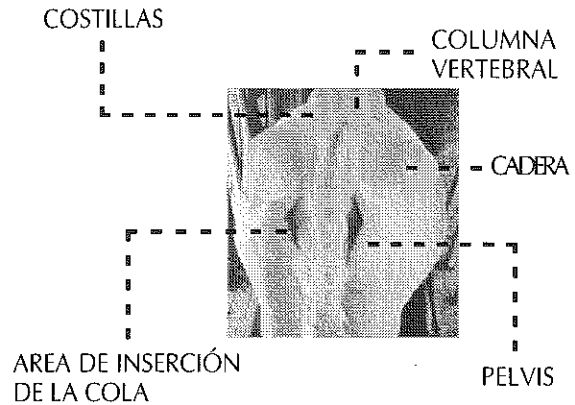 COSTILLAS
COLUMNA
VERTEBRAL
CADERA
AREA DE INSERCIÓN
DE LA COLA
PELVIS